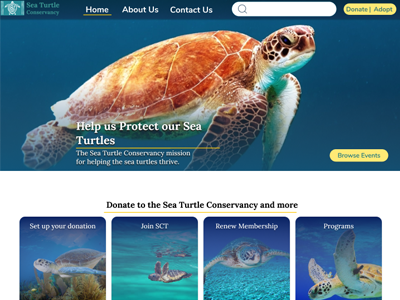 Sea Turtle
Conservancy
Home About Us Contact Us
Donate | Adopt
Help us Protect our Sea
Turtles
The Sea Turtle Conservancy mission
for helping the sea turtles thrive.
Browse Events
Donate to the Sea Turtle Conservancy and more
Set up your donation
Join SCT
Renew Membership
Programs